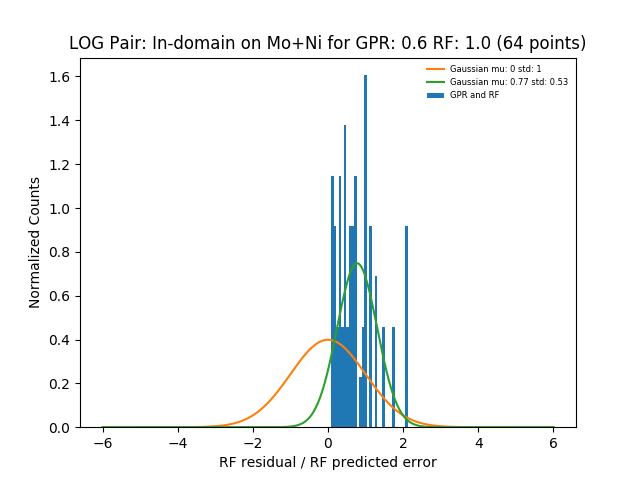 LOG Pair: In-domain on Mo+Ni for GPR: 0.6 RF: 1.0 (64 points)
Gaussian mu: 0 std: 1
Gaussian mu: 0.77 std: 0.53
GPR and RF
Normalized Counts
1.6
1.4
1.2
1.0
0.8
0.6
0.4
0.2
0.0
−6 −4 −2 0 2 4 6
RF residual / RF predicted error